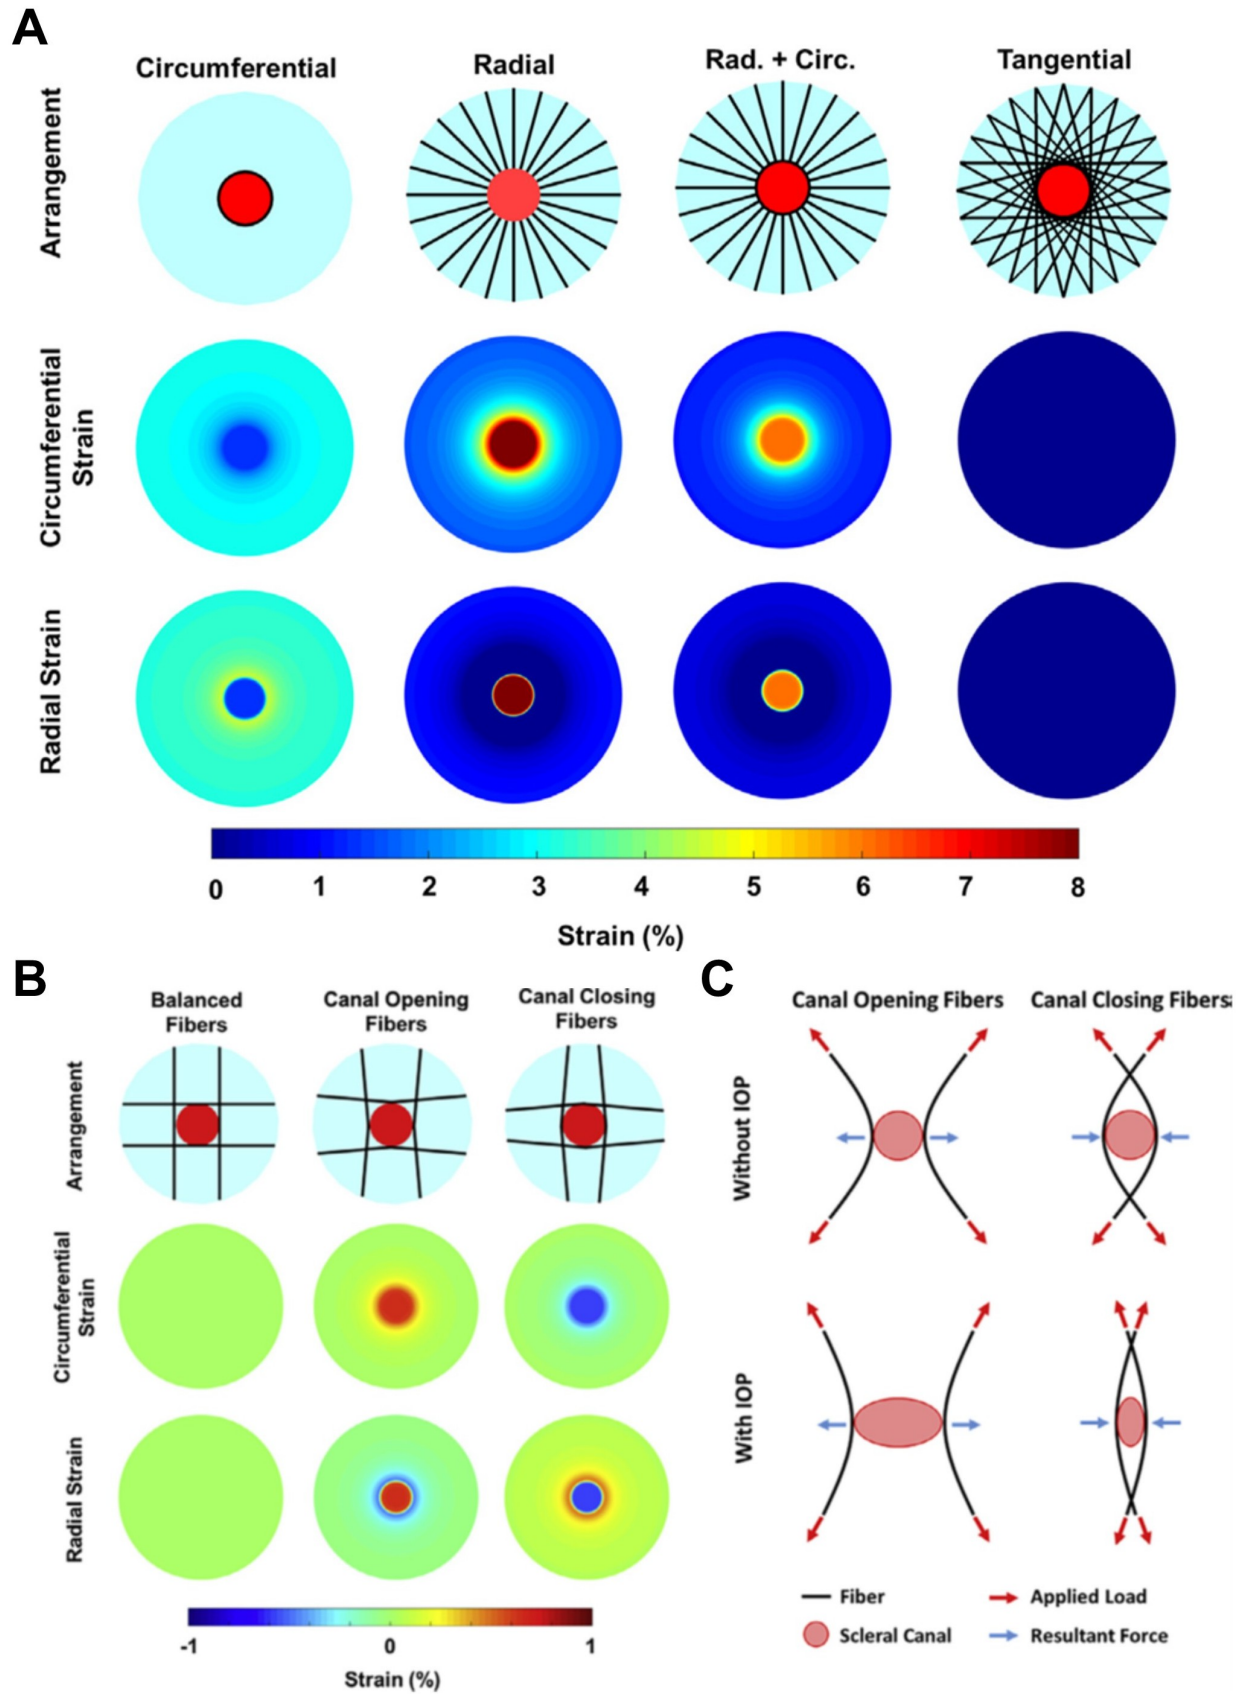 A
Circumferential
Radial
Rad. + Circ.
Tangential
Arrangement
Circumferential
Strain
Radial Strain
0 1 2 3 4 5 6 7 8
Strain (%)
B
Balanced
Fibers
Canal Opening
Fibers
Canal Closing
Fibers
Arrangement
Circumferential
Strain
Radial Strain
-1 0 1
Strain (%)
C
Canal Opening Fibers
Canal Closing Fibers
Without IOP
With IOP
Fiber
Applied Load
Scleral Canal
Resultant Force